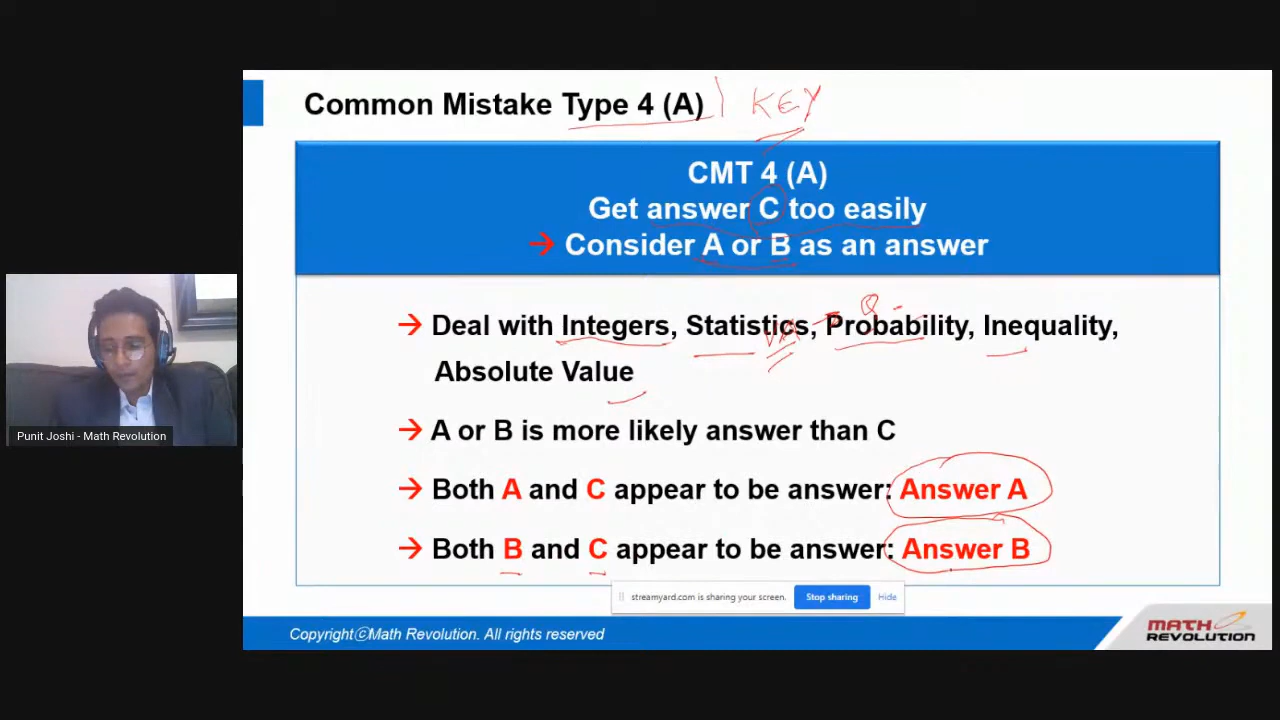 Common Mistake Type 4 (A)
KEY
CMT 4 (A)
Get answer C too easily
→ Consider A or B as an answer
→ Deal with Integers, Statistics, Probability, Inequality,
Absolute Value
→ A or B is more likely answer than C
→ Both A and C appear to be answer: Answer A
→ Both B and C appear to be answer: Answer B
Punit Joshi - Math Revolution
streamyard.com is sharing your screen.
Stop sharing
Hide
CopyrightⓒMath Revolution. All rights reserved
MATH
REVOLUTION